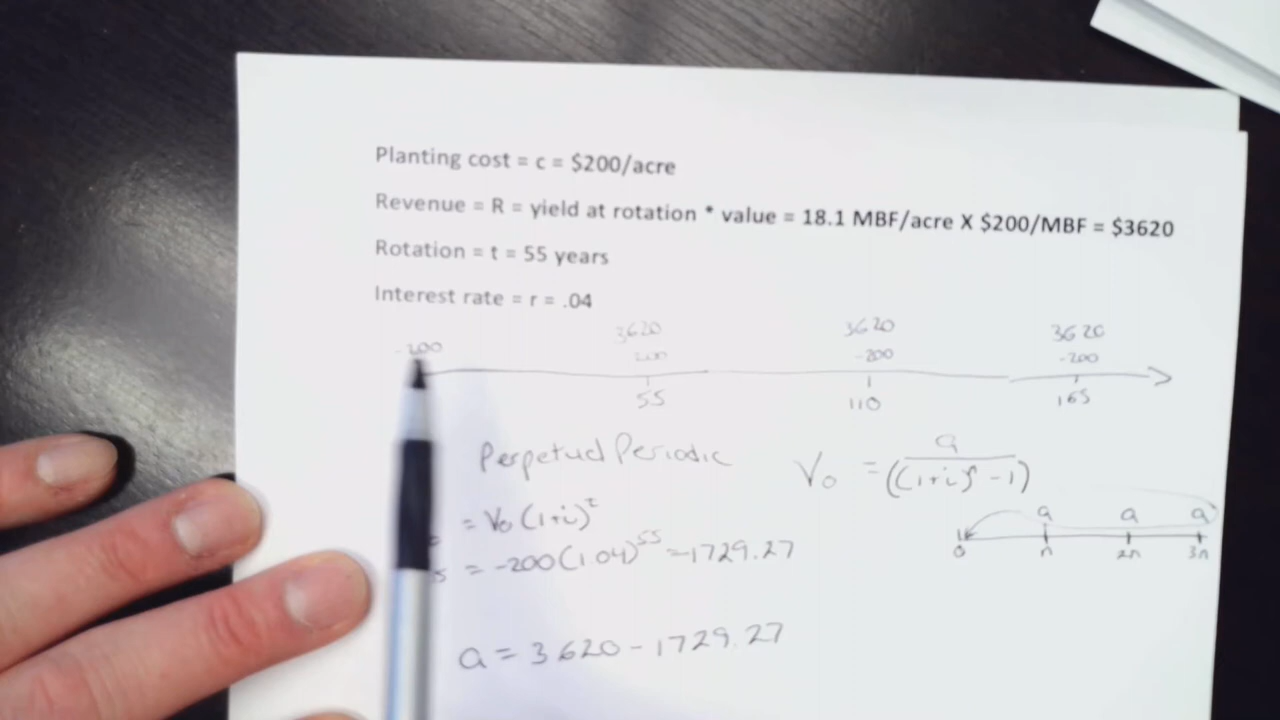 Planting cost = c = $200/acre
Revenue = R = yield at rotation * value = 18.1 MBF/acre X $200/MBF = $3620
Rotation = t = 55 years
Interest rate = r = .04
-200 3620 3620 3620
200 -200 -200
55 110 165
Perpetual Periodic V₀ = a / ((1+i)ⁿ - 1)
= V₀(1+i)ᵗ
a a a
0 n 2n 3n
= -200(1.04)⁵⁵ = -1729.27
a = 3620 - 1729.27